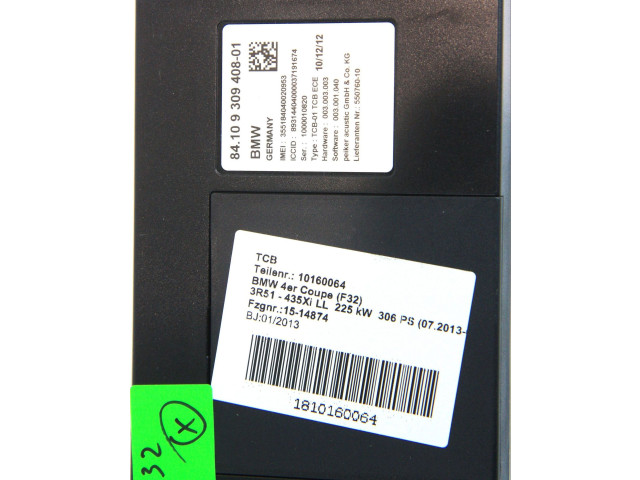 84.10 9 309 408-01
BMW
GERMANY
IMEI : 355184040020953
ICCID : 8931440400037191674
Ser.: 1000010820
Type : TCB-01 TCB ECE 10/12/12
Hardware : 003.003.003
Software : 003.001.040
peiker acustic GmbH & Co. KG
Lieferanten Nr.: 550760-10
TCB
Teilenr.: 10160064
BMW 4er Coupe (F32)
3R51 - 435Xi LL 225 kW 306 PS (07.2013-
Fzgnr.:15-14874
BJ:01/2013
1810160064
32 X